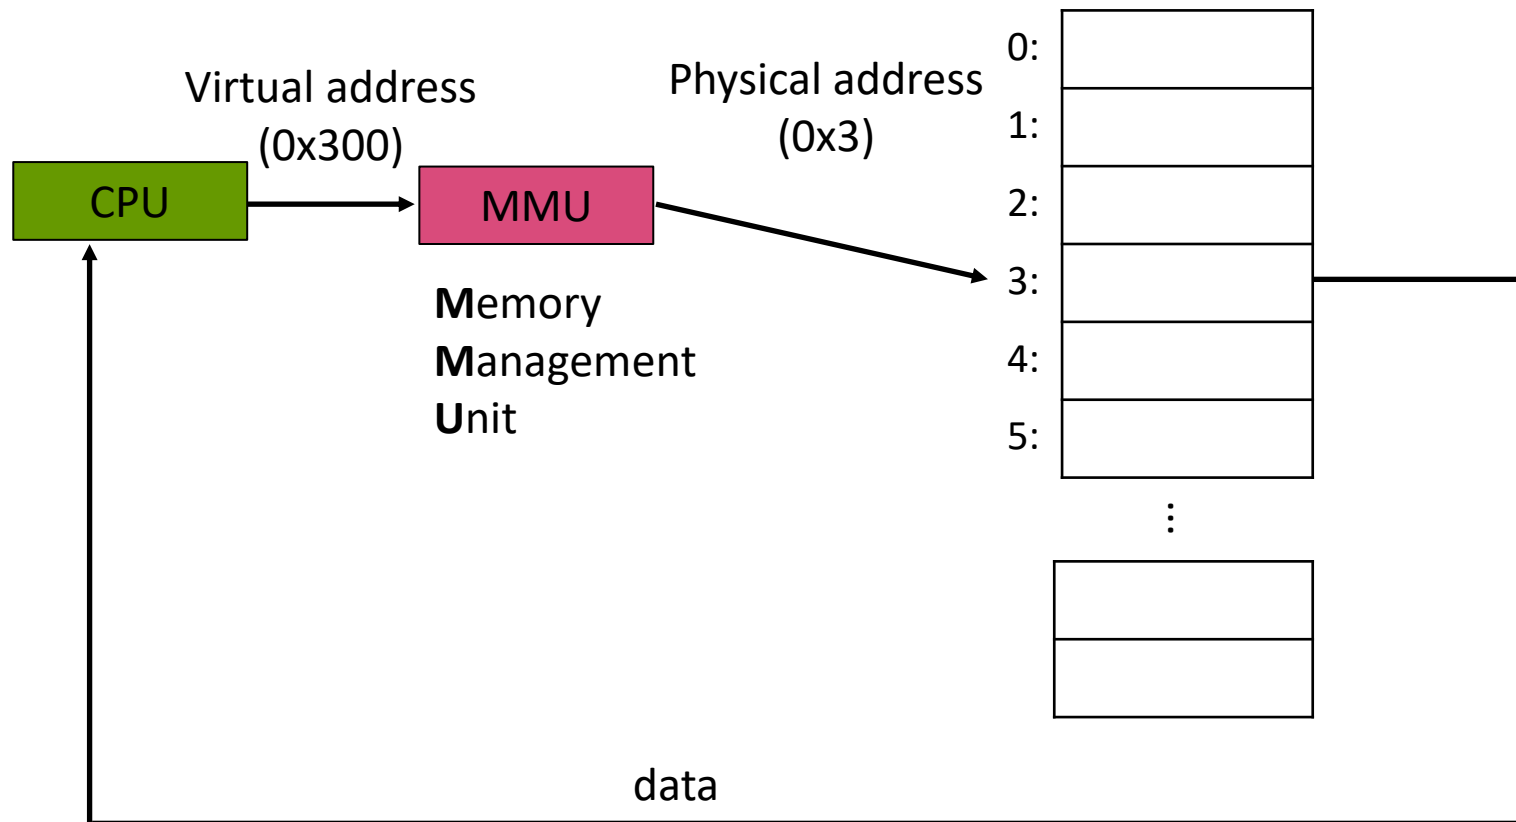 Virtual address
(0x300)
Physical address
(0x3)
CPU
MMU
Memory
Management
Unit
0:
1:
2:
3:
4:
5:
...
data